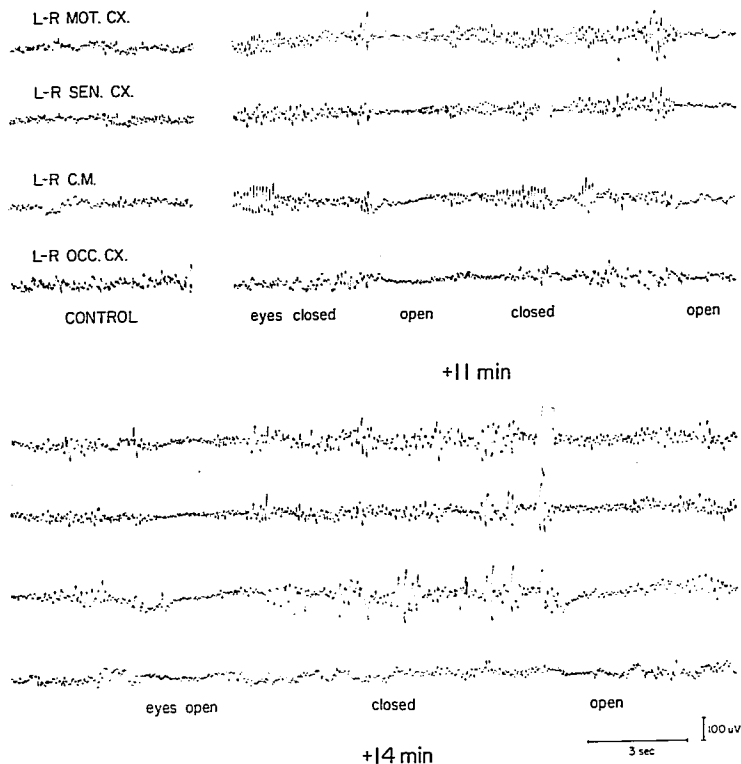 L-R MOT. CX.
L-R SEN. CX.
L-R C.M.
L-R OCC. CX.
CONTROL
eyes closed open closed open
+11 min
eyes open closed open
100 uV
3 sec
+14 min